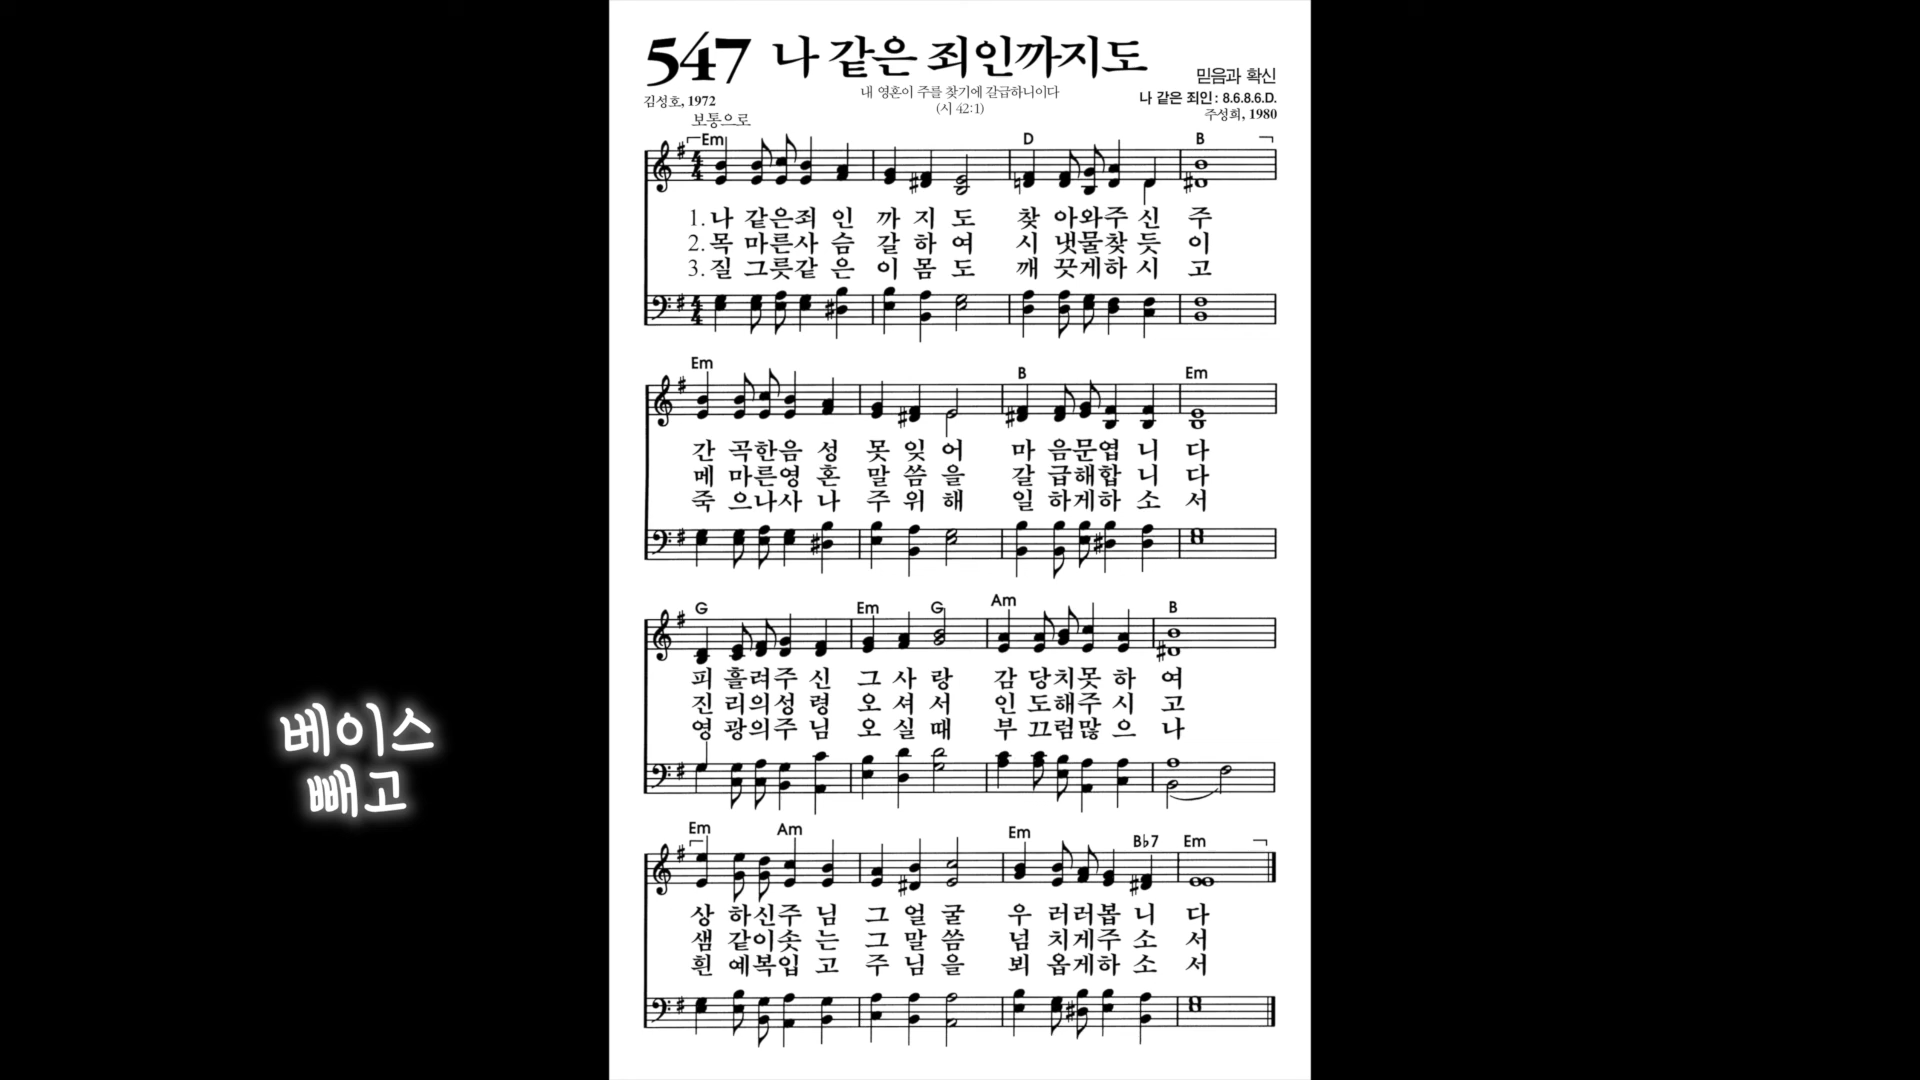 547 나 같은 죄인까지도
믿음과 확신
내 영혼이 주를 찾기에 갈급하니이다
(시 42:1)
김성호, 1972
나 같은 죄인 : 8.6.8.6.D.
주성희, 1980
보통으로
Em D B
1. 나 같은죄 인 까 지 도 찾 아와주 신 주
2. 목 마른사 슴 갈 하 여 시 냇물찾 듯 이
3. 질 그릇같 은 이 몸 도 깨 끗게하 시 고
Em B Em
간 곡한음 성 못 잊 어 마 음문엽 니 다
메 마른영 혼 말 씀 을 갈 급해합 니 다
죽 으나사 나 주 위 해 일 하게하 소 서
G Em G Am B
피 흘려주 신 그 사 랑 감 당치못 하 여
진 리의성 령 오 셔 서 인 도해주 시 고
영 광의주 님 오 실 때 부 끄럼많 으 나
Em Am Em B♭7 Em
상 하신주 님 그 얼 굴 우 러러봅 니 다
샘 같이솟 는 그 말 씀 넘 치게주 소 서
흰 예복입 고 주 님 을 뵈 옵게하 소 서
베이스
빼고